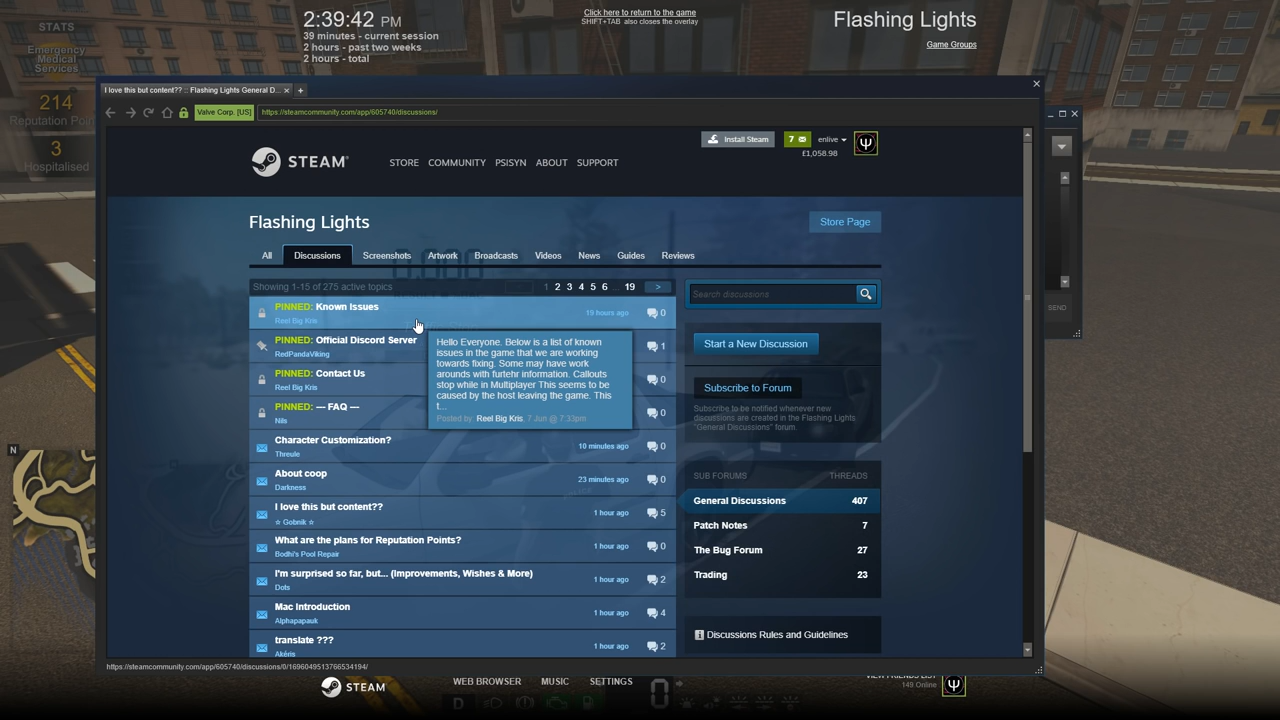 STATS
Emergency
Medical
Services
214
3
Hospitalised
2:39:42 PM
39 minutes - current session
2 hours - past two weeks
2 hours - total
Click here to return to the game
SHIFT+TAB also closes the overlay
Flashing Lights
Game Groups
I love this but content?? :: Flashing Lights General D... × +
Valve Corp. [US] https://steamcommunity.com/app/605740/discussions/
Install Steam 7 enlive
£1,058.98
STEAM® STORE COMMUNITY PSISYN ABOUT SUPPORT
Flashing Lights Store Page
All Discussions Screenshots Artwork Broadcasts Videos News Guides Reviews
Showing 1-15 of 275 active topics 1 2 3 4 5 6 ... 19 >
Search discussions
PINNED: Known Issues 19 hours ago 0
Reel Big Kris
PINNED: Official Discord Server 1
RedPandaViking
PINNED: Contact Us 0
Reel Big Kris
PINNED: --- FAQ --- 0
Nils
Hello Everyone. Below is a list of known
issues in the game that we are working
towards fixing. Some may have work
arounds with furtehr information. Callouts
stop while in Multiplayer This seems to be
caused by the host leaving the game. This
t...
Posted by: Reel Big Kris, 7 Jun @ 7:33pm
Character Customization? 10 minutes ago 0
Threule
About coop 23 minutes ago 0
Darkness
I love this but content?? 1 hour ago 5
☆ Gobnik ☆
What are the plans for Reputation Points? 1 hour ago 0
Bodhi's Pool Repair
I'm surprised so far, but... (Improvements, Wishes & More) 1 hour ago 2
Dots
Mac Introduction 1 hour ago 4
Alphapapauk
translate ??? 1 hour ago 2
Akéris
Start a New Discussion
Subscribe to Forum
Subscribe to be notified whenever new
discussions are created in the Flashing Lights
"General Discussions" forum.
SUB FORUMS THREADS
General Discussions 407
Patch Notes 7
The Bug Forum 27
Trading 23
Discussions Rules and Guidelines
SEND
N
https://steamcommunity.com/app/605740/discussions/0/1696049513766534194/
STEAM WEB BROWSER MUSIC SETTINGS
VIEW FRIENDS LIST
149 Online
D
0